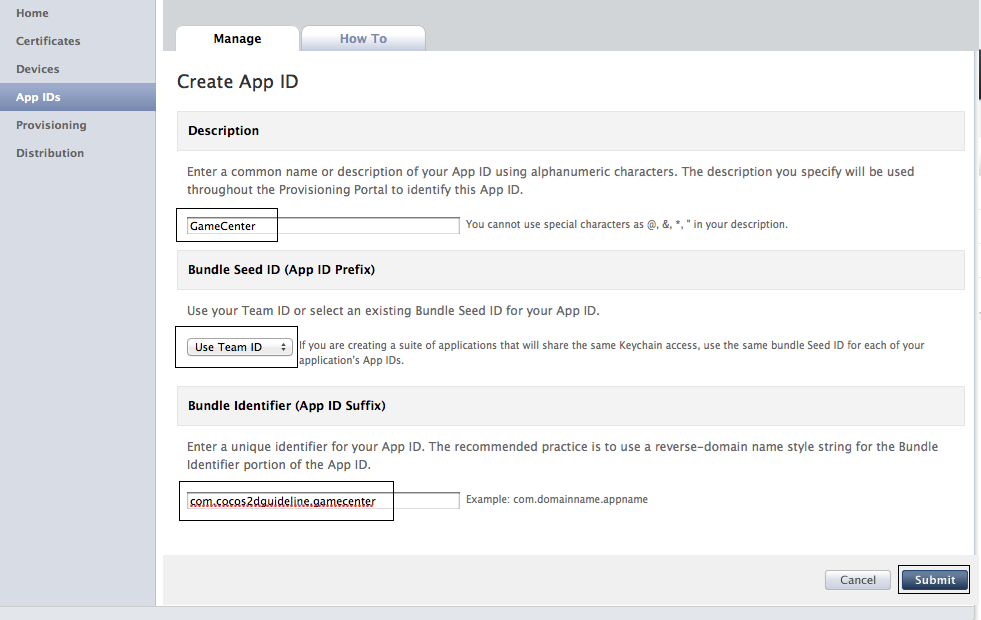 Home
Certificates
Devices
App IDs
Provisioning
Distribution
Manage
How To
Create App ID
Description
Enter a common name or description of your App ID using alphanumeric characters. The description you specify will be used
throughout the Provisioning Portal to identify this App ID.
GameCenter
You cannot use special characters as @, &, *, " in your description.
Bundle Seed ID (App ID Prefix)
Use your Team ID or select an existing Bundle Seed ID for your App ID.
Use Team ID
If you are creating a suite of applications that will share the same Keychain access, use the same bundle Seed ID for each of your
application's App IDs.
Bundle Identifier (App ID Suffix)
Enter a unique identifier for your App ID. The recommended practice is to use a reverse-domain name style string for the Bundle
Identifier portion of the App ID.
com.cocos2dguideline.gamecenter
Example: com.domainname.appname
Cancel
Submit